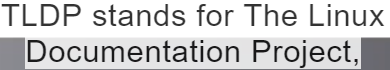 TLDP stands for The Linux
Documentation Project,